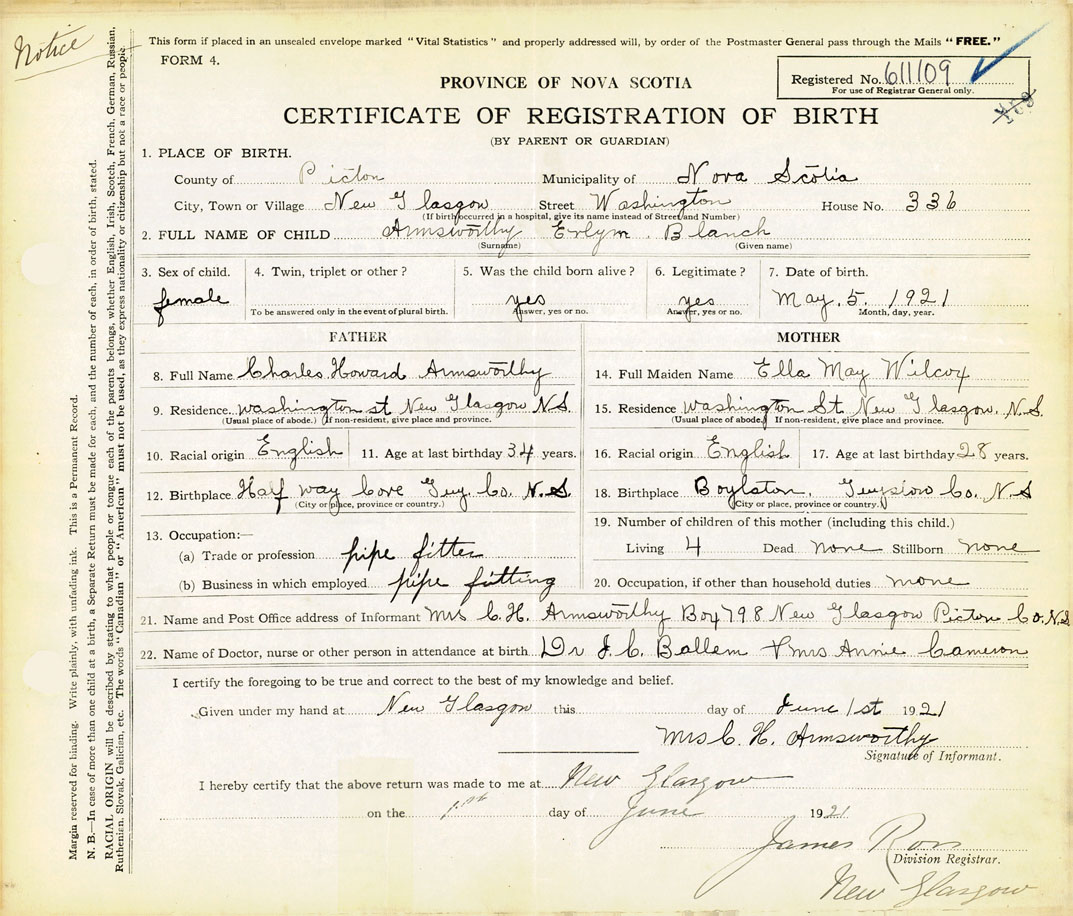 Notice
This form if placed in an unsealed envelope marked "Vital Statistics" and properly addressed will, by order of the Postmaster General pass through the Mails "FREE."
FORM 4.
Registered No. 611109
For use of Registrar General only.
PROVINCE OF NOVA SCOTIA
CERTIFICATE OF REGISTRATION OF BIRTH
(BY PARENT OR GUARDIAN)
1. PLACE OF BIRTH.
County of Picton Municipality of Nova Scotia
City, Town or Village New Glasgow Street Washington House No. 336
(If birth occurred in a hospital, give its name instead of Street and Number)
2. FULL NAME OF CHILD Armsworthy Evlym Blanch
(Surname) (Given name)
3. Sex of child. 4. Twin, triplet or other? 5. Was the child born alive? 6. Legitimate? 7. Date of birth.
female yes yes May. 5. 1921
To be answered only in the event of plural birth. Answer, yes or no. Answer, yes or no. Month, day, year.
FATHER
8. Full Name Charles Howard Armsworthy
9. Residence Washington st New Glasgow N.S.
(Usual place of abode.) (If non-resident, give place and province.
10. Racial origin English 11. Age at last birthday 34 years.
12. Birthplace Half way Cove Guy. Co. N.S.
(City or place, province or country.)
13. Occupation:—
(a) Trade or profession pipe fitter
(b) Business in which employed pipe fitting
MOTHER
14. Full Maiden Name Ella May Wilcox
15. Residence Washington St. New Glasgow. N.S.
(Usual place of abode.) If non-resident, give place and province.
16. Racial origin English 17. Age at last birthday 28 years.
18. Birthplace Boylston, Guysboro Co. N.S
(City or place, province or country.)
19. Number of children of this mother (including this child.)
Living 4 Dead none Stillborn none
20. Occupation, if other than household duties none
21. Name and Post Office address of Informant Mrs C. H. Armsworthy Box 798 New Glasgow Picton Co. N.S
22. Name of Doctor, nurse or other person in attendance at birth Dr J. C. Ballem & Mrs Annie Cameron
I certify the foregoing to be true and correct to the best of my knowledge and belief.
Given under my hand at New Glasgow this day of June 1st 1921
Mrs C. H. Armsworthy
Signature of Informant.
I hereby certify that the above return was made to me at New Glasgow
on the 1st day of June 1921
James Ross
Division Registrar.
New Glasgow
Margin reserved for binding. Write plainly, with unfading ink. This is a Permanent Record.
N. B.—In case of more than one child at a birth, a Separate Return must be made for each, and the number of each, in order of birth, stated.
RACIAL ORIGIN will be described by stating to what people or tongue each of the parents belongs, whether English, Irish, Scotch, French, German, Russian,
Ruthenian, Slovak, Galician, etc. The words "Canadian" or "American" must not be used, as they express nationality or citizenship but not a race or people.